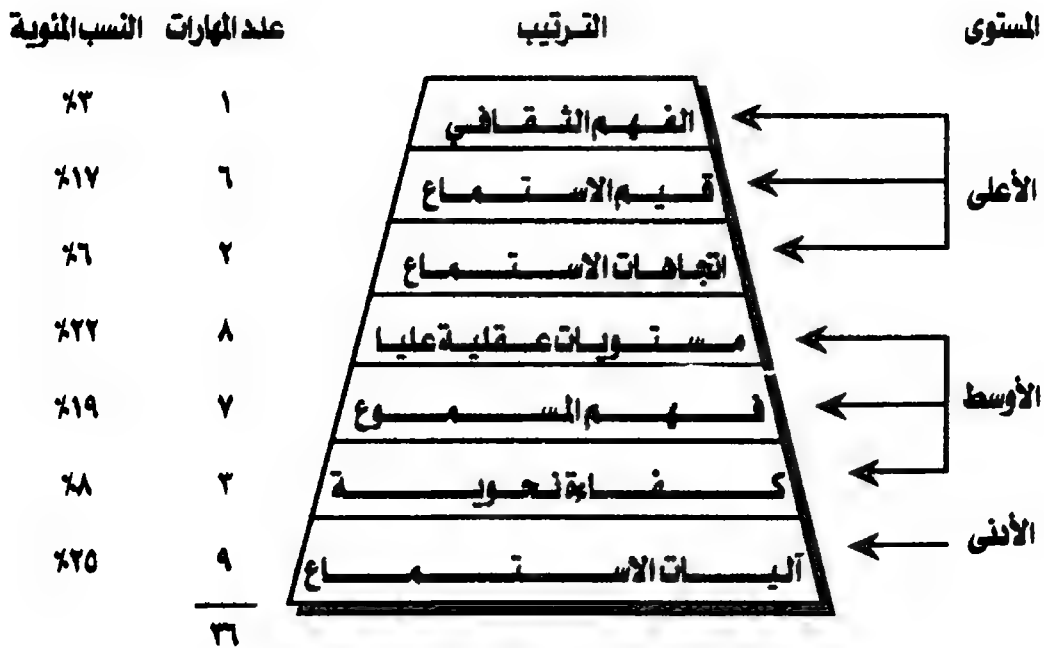 المستوى الترتيب عدد المهارات النسب المئوية
الفهم الثقافي ١ ٣٪
الأعلى قيم الاستماع ٦ ١٧٪
اتجاهات الاستماع ٢ ٦٪
مستويات عقلية عليا ٨ ٢٢٪
الأوسط فهم المسموع ٧ ١٩٪
كفاءة نحوية ٣ ٨٪
الأدنى آليات الاستماع ٩ ٢٥٪
٣٦